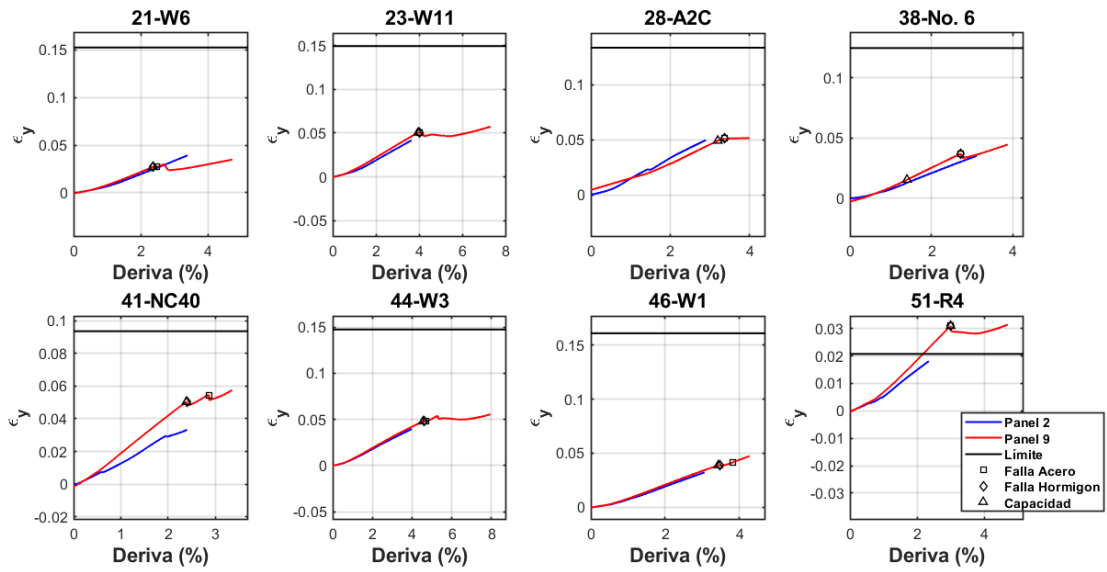 21-W6
0.15
0.1
0.05
0
ϵy
0
2
4
Deriva (%)
23-W11
0.15
0.1
0.05
0
-0.05
ϵy
0
2
4
6
8
Deriva (%)
28-A2C
0.1
0.05
0
ϵy
0
1
2
3
4
Deriva (%)
38-No. 6
0.1
0.05
0
ϵy
0
2
4
Deriva (%)
41-NC40
0.1
0.08
0.06
0.04
0.02
0
-0.02
ϵy
0
1
2
3
Deriva (%)
44-W3
0.15
0.1
0.05
0
-0.05
ϵy
0
2
4
6
8
Deriva (%)
46-W1
0.15
0.1
0.05
0
ϵy
0
2
4
Deriva (%)
51-R4
0.03
0.02
0.01
0
-0.01
-0.02
-0.03
ϵy
0
2
4
Deriva (%)
Panel 2
Panel 9
Límite
Falla Acero
Falla Hormigon
Capacidad